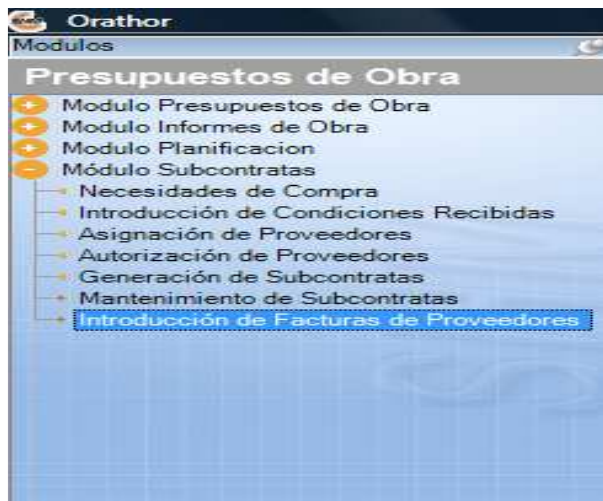 Orathor
Modulos
Presupuestos de Obra
Modulo Presupuestos de Obra
Modulo Informes de Obra
Modulo Planificacion
Módulo Subcontratas
Necesidades de Compra
Introducción de Condiciones Recibidas
Asignación de Proveedores
Autorización de Proveedores
Generación de Subcontratas
Mantenimiento de Subcontratas
Introducción de Facturas de Proveedores